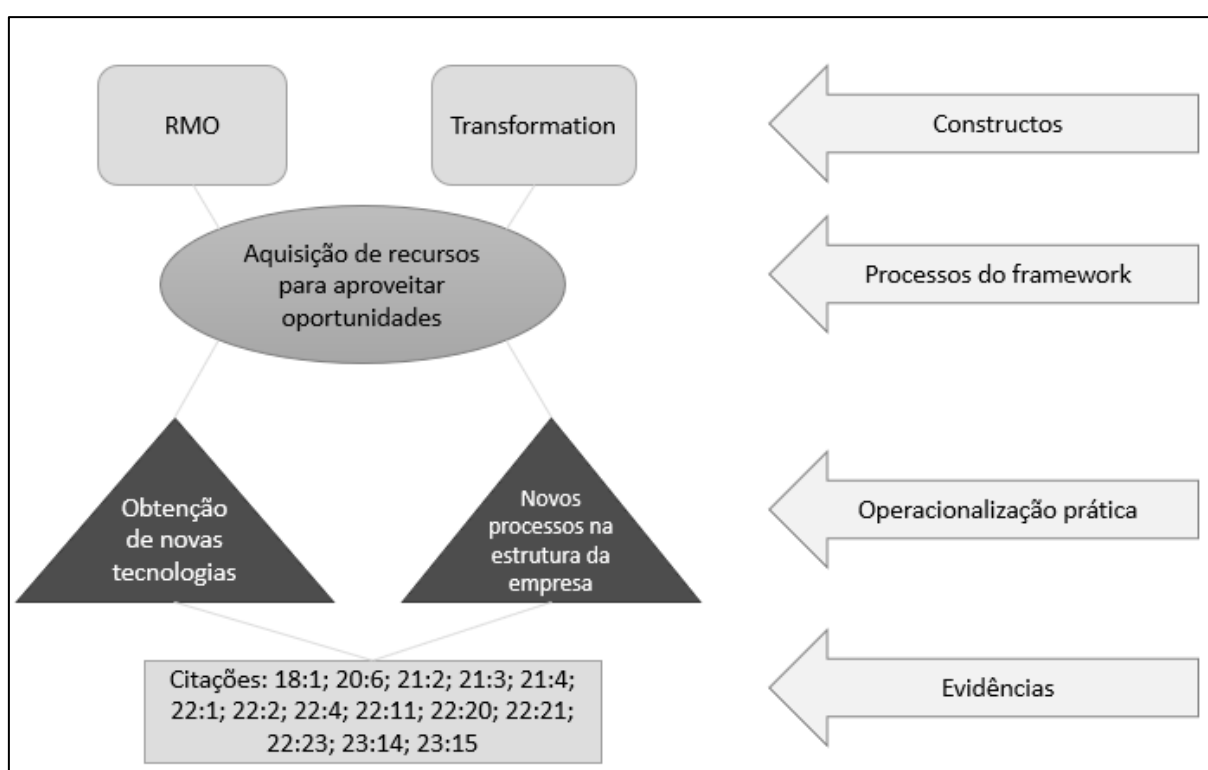 RMO
Transformation
Constructos
Aquisição de recursos
para aproveitar
oportunidades
Processos do framework
Obtenção
de novas
tecnologias
Novos
processos na
estrutura da
empresa
Operacionalização prática
Citações: 18:1; 20:6; 21:2; 21:3; 21:4;
22:1; 22:2; 22:4; 22:11; 22:20; 22:21;
22:23; 23:14; 23:15
Evidências